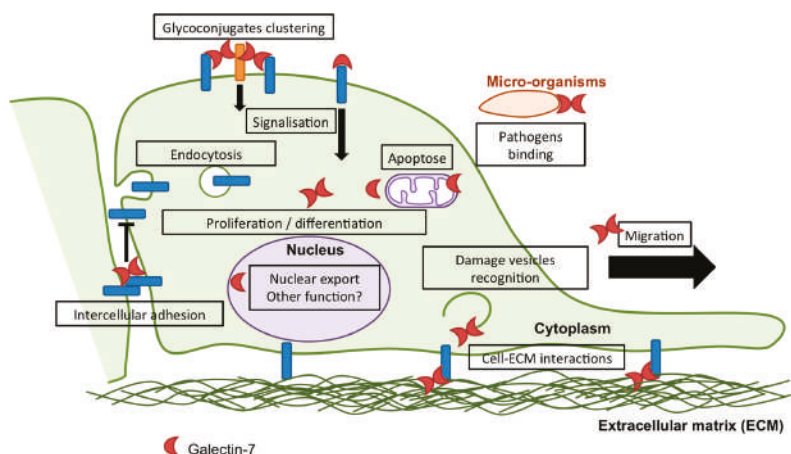 Glycoconjugates clustering
Micro-organisms
Signalisation
Pathogens
binding
Endocytosis
Apoptose
Proliferation / differentiation
Migration
Nucleus
Damage vesicles
recognition
Nuclear export
Other function?
Intercellular adhesion
Cytoplasm
Cell-ECM interactions
Extracellular matrix (ECM)
Galectin-7